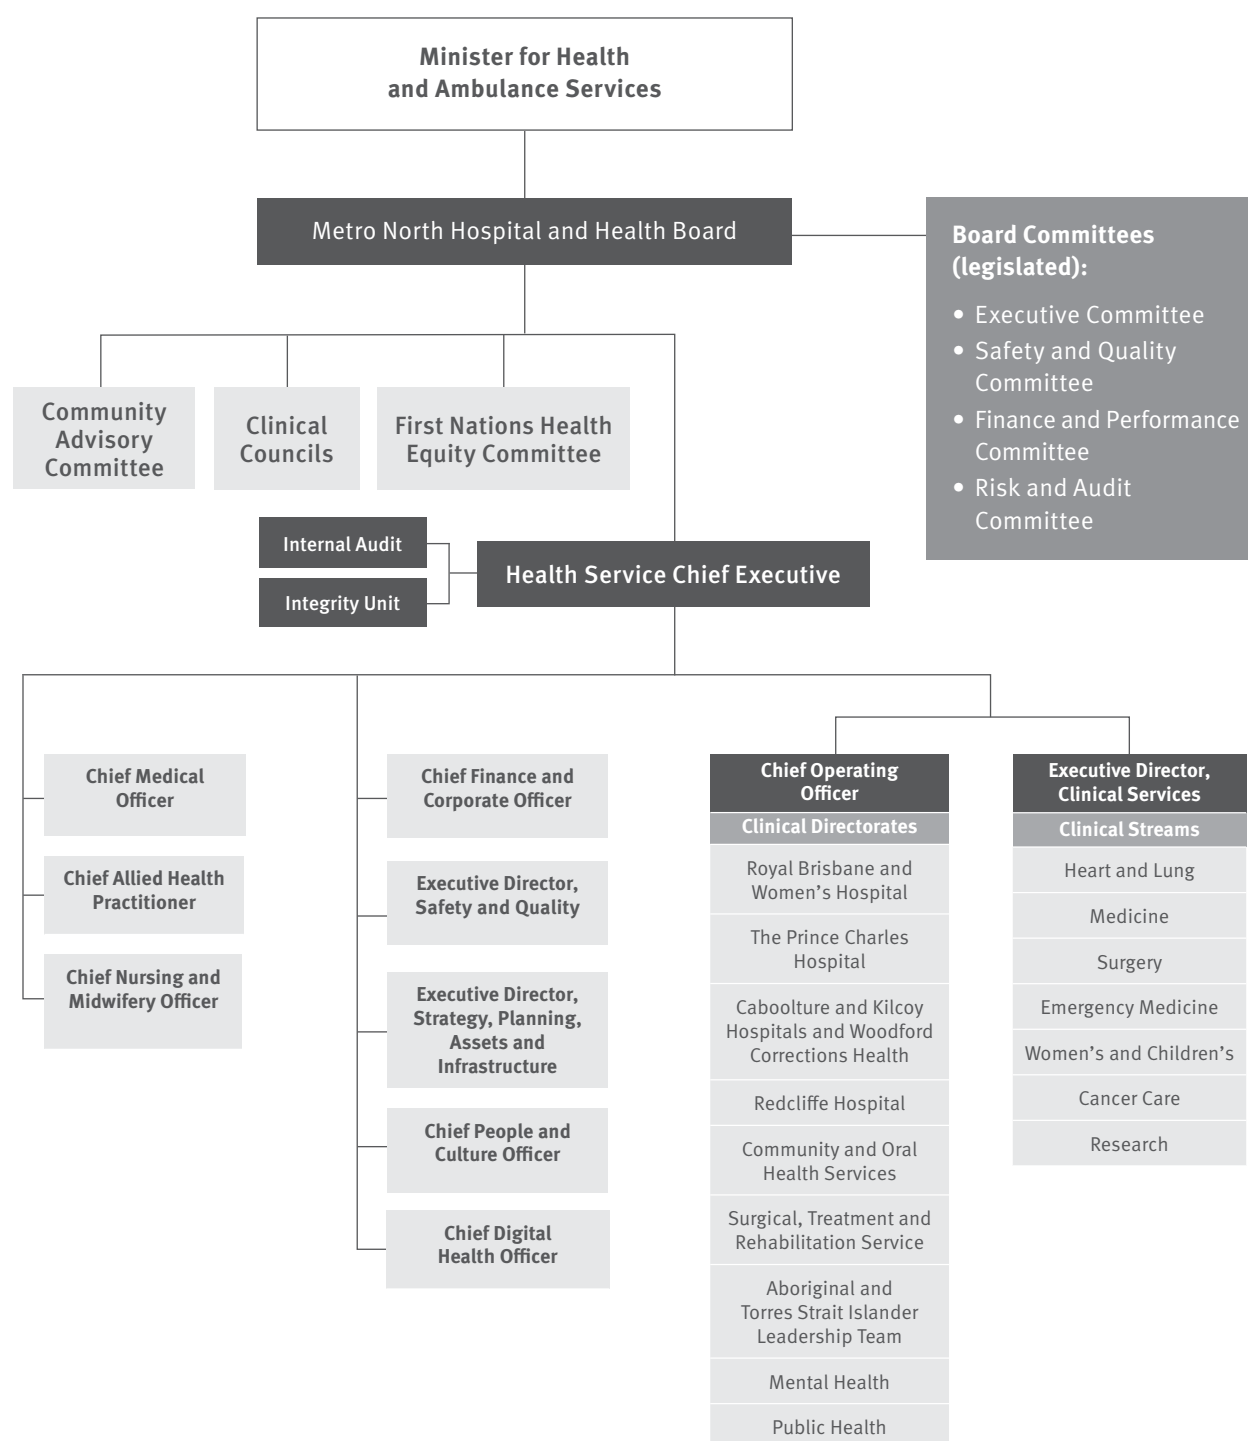 Minister for Health
and Ambulance Services
Metro North Hospital and Health Board
Board Committees
(legislated):
• Executive Committee
• Safety and Quality
Committee
• Finance and Performance
Committee
• Risk and Audit
Committee
Community
Advisory
Committee
Clinical
Councils
First Nations Health
Equity Committee
Internal Audit
Integrity Unit
Health Service Chief Executive
Chief Medical
Officer
Chief Allied Health
Practitioner
Chief Nursing and
Midwifery Officer
Chief Finance and
Corporate Officer
Executive Director,
Safety and Quality
Executive Director,
Strategy, Planning,
Assets and
Infrastructure
Chief People and
Culture Officer
Chief Digital
Health Officer
Chief Operating
Officer
Clinical Directorates
Royal Brisbane and
Women’s Hospital
The Prince Charles
Hospital
Caboolture and Kilcoy
Hospitals and Woodford
Corrections Health
Redcliffe Hospital
Community and Oral
Health Services
Surgical, Treatment and
Rehabilitation Service
Aboriginal and
Torres Strait Islander
Leadership Team
Mental Health
Public Health
Executive Director,
Clinical Services
Clinical Streams
Heart and Lung
Medicine
Surgery
Emergency Medicine
Women’s and Children’s
Cancer Care
Research